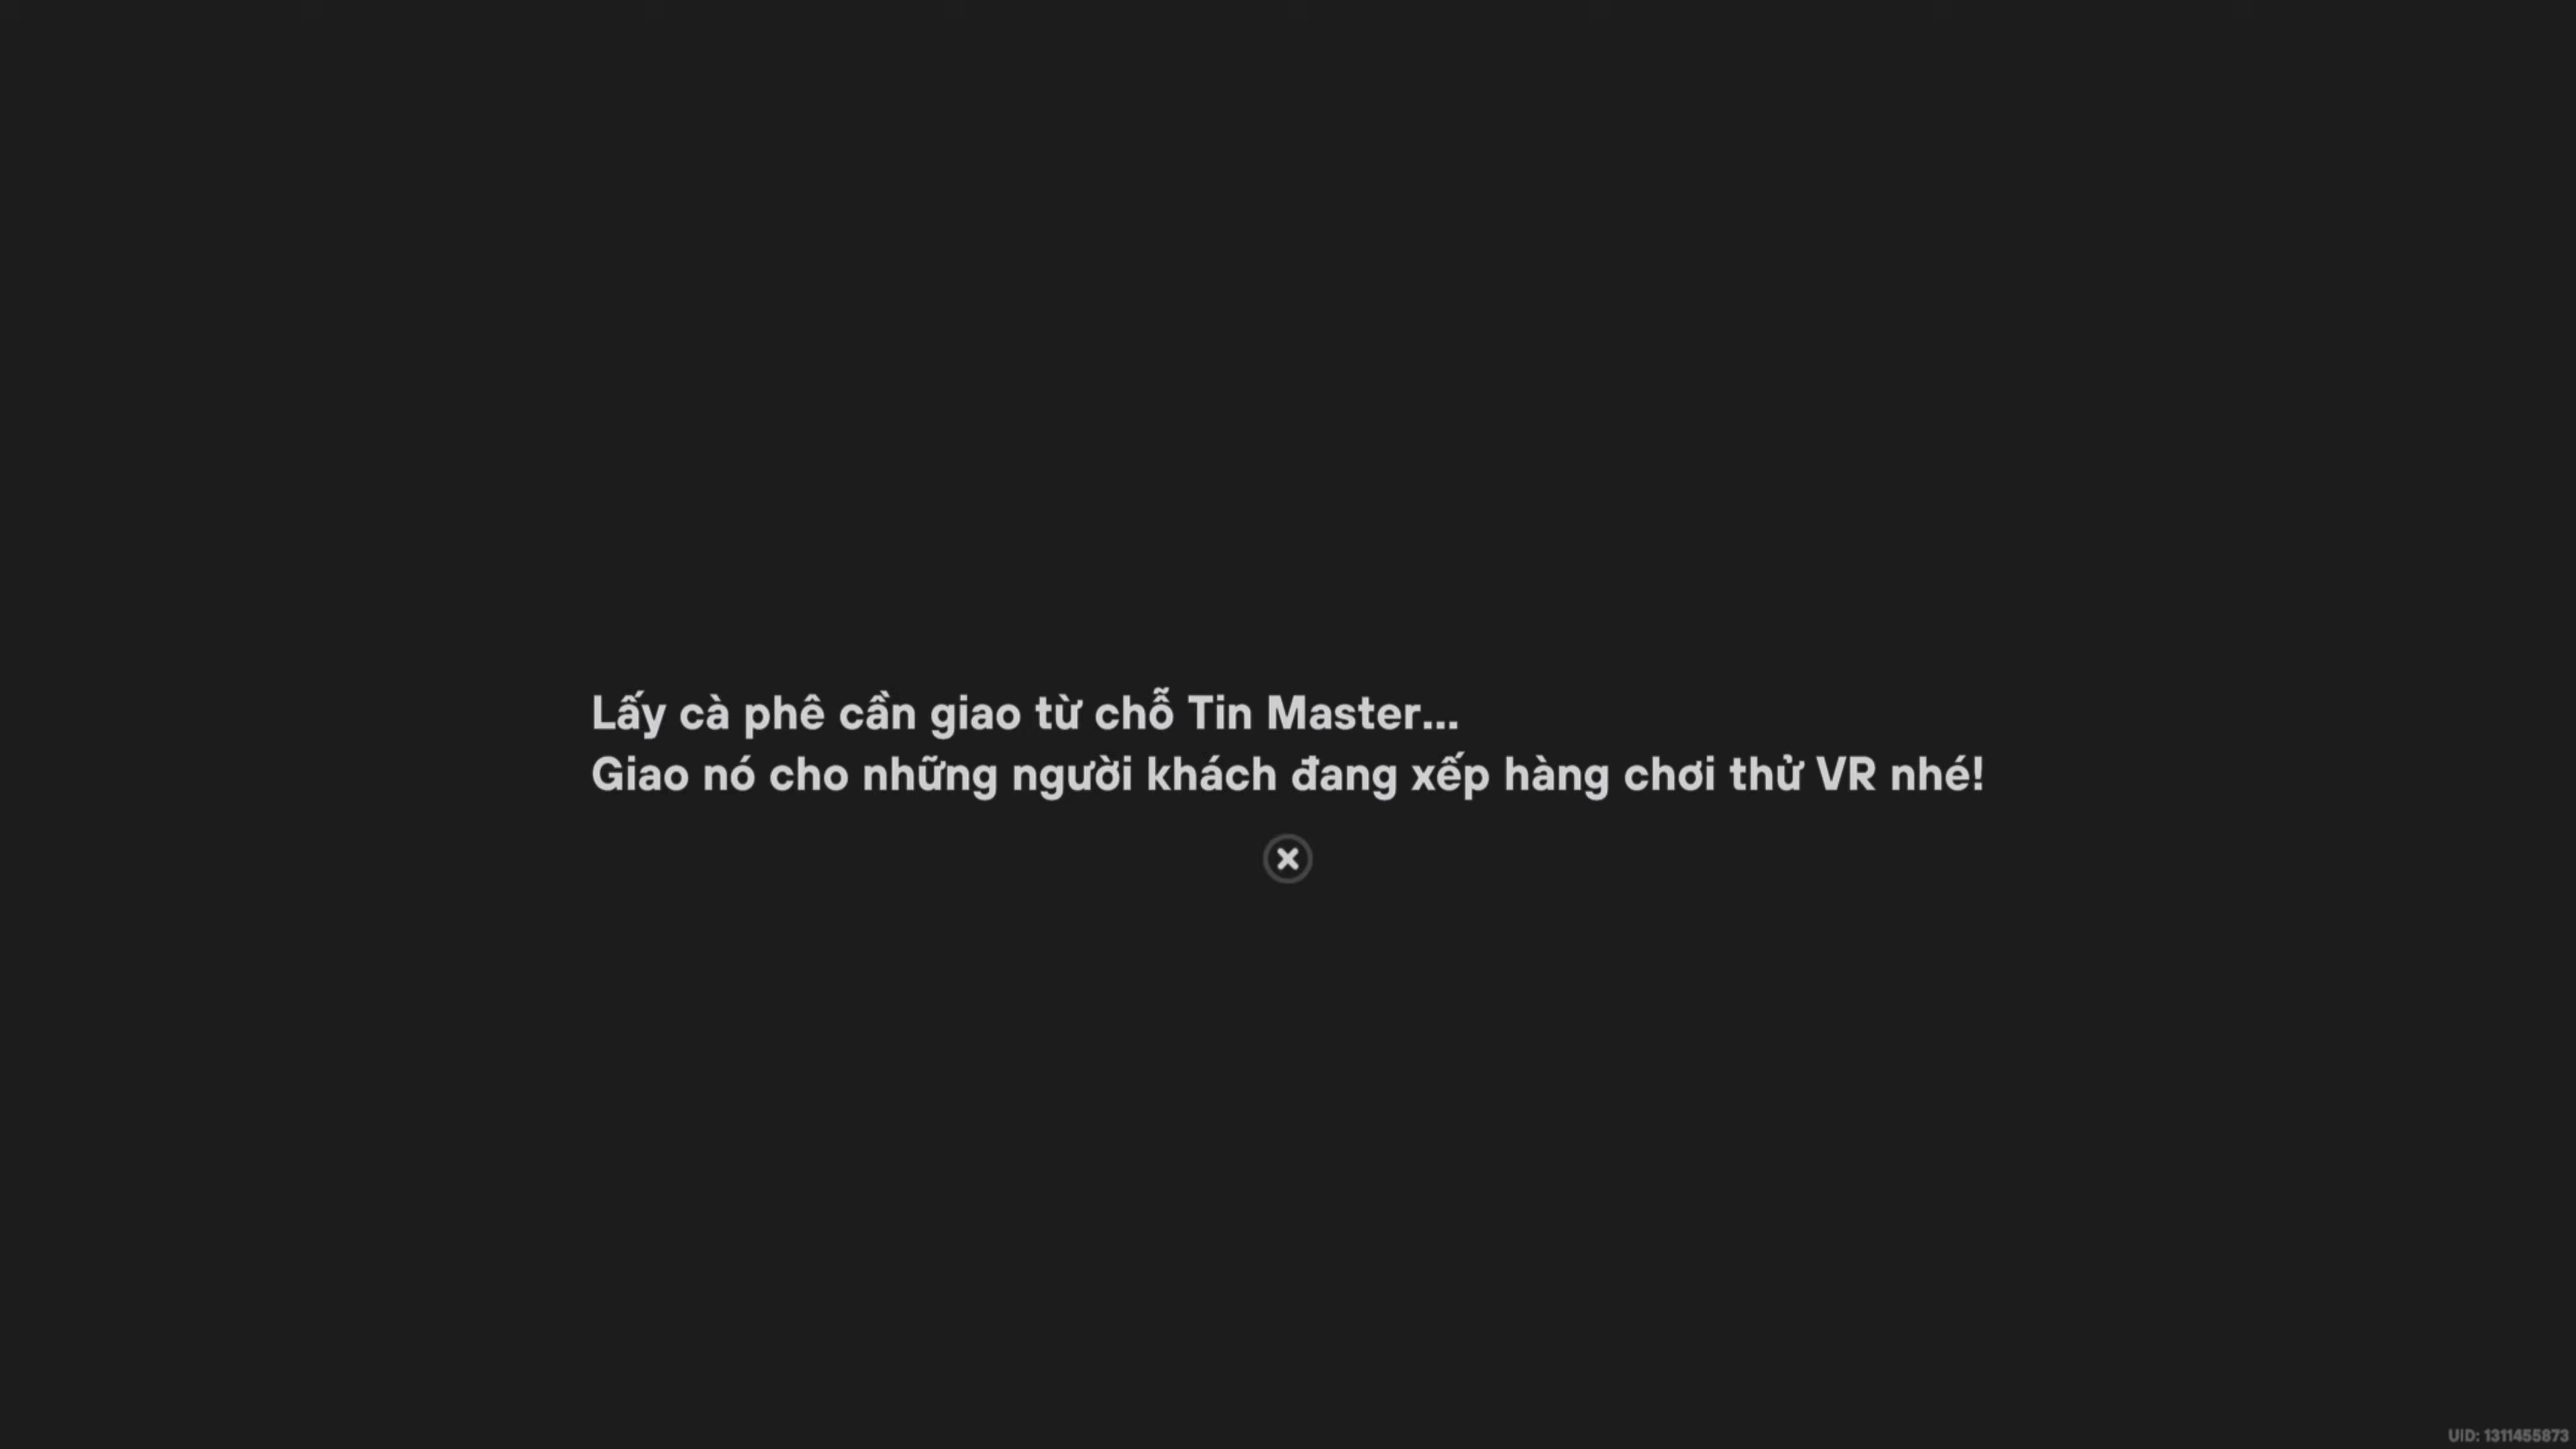 Lấy cà phê cần giao từ chỗ Tin Master...
Giao nó cho những người khách đang xếp hàng chơi thử VR nhé!
UID: 1311455873